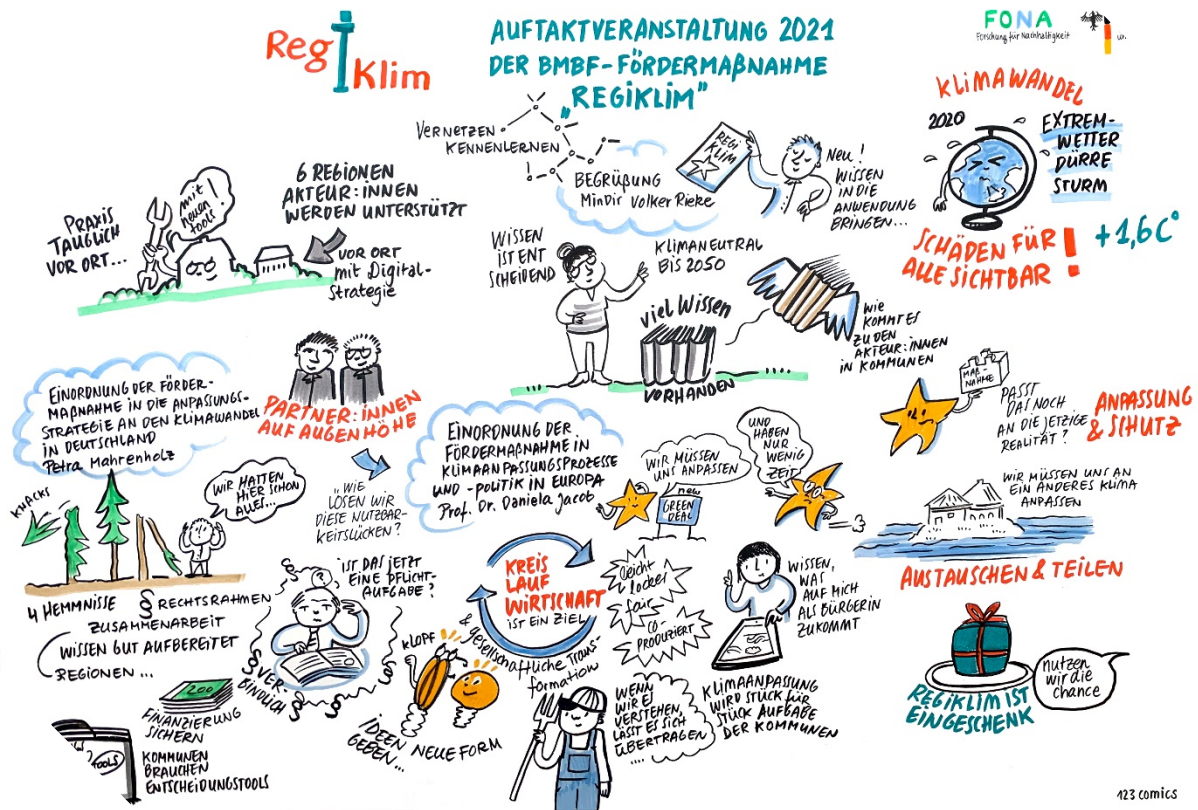 RegIKlim
AUFTAKTVERANSTALTUNG 2021
DER BMBF-FÖRDERMAßNAHME
„REGIKLIM"
FONA
Forschung für Nachhaltigkeit
VERNETZEN
KENNENLERNEN
BEGRÜßUNG
MinDir Volker Rieke
REGI
KLIM
Neu!
WISSEN
IN DIE
ANWENDUNG
BRINGEN...
KLIMAWANDEL
2020
EXTREM-
WETTER
DÜRRE
STURM
SCHÄDEN FÜR
ALLE SICHTBAR!
+1,6C°
PRAXIS
TAUGLICH
VOR ORT...
mit
neuen
tools!
6 REGIONEN
AKTEUR:INNEN
WERDEN UNTERSTÜTZT
VOR ORT
mit Digital-
strategie
WISSEN
IST ENT
SCHEIDEND
KLIMANEUTRAL
BIS 2050
viel Wissen
VORHANDEN
WIE
KOMMT ES
ZU DEN
AKTEUR:INNEN
IN KOMMUNEN
EINORDNUNG DER FÖRDER-
MAßNAHME IN DIE ANPASSUNGS-
STRATEGIE AN DEN KLIMAWANDEL
IN DEUTSCHLAND
Petra Mahrenholz
PARTNER:INNEN
AUF AUGENHÖHE
„WIE
LÖSEN WIR
DIESE NUTZBAR-
KEITSLÜCKEN?
EINORDNUNG DER
FÖRDERMAßNAHME IN
KLIMAANPASSUNGSPROZESSE
UND -POLITIK IN EUROPA
Prof. Dr. Daniela Jacob
WIR MÜSSEN
UNS ANPASSEN
new
GREEN
DEAL
UND
HABEN
NUR
WENIG
ZEIT
MAß-
NAHME
PASST
DAS NOCH
AN DIE JETZIGE
REALITÄT?
ANPASSUNG
& SCHUTZ
WIR MÜSSEN UNS AN
EIN ANDERES KLIMA
ANPASSEN
KNACKS
WIR HATTEN
HIER SCHON
ALLES...
4 HEMMNISSE
§ RECHTSRAHMEN
ZUSAMMENARBEIT
WISSEN GUT AUFBEREITET
REGIONEN ...
200
FINANZIERUNG
SICHERN
TOOLS
KOMMUNEN
BRAUCHEN
ENTSCHEIDUNGSTOOLS
?
IST DAS JETZT
EINE PFLICHT-
AUFGABE?
§ VER-
BINDLICH
KREIS
LAUF
WIRTSCHAFT
IST EIN ZIEL
& gesellschaftliche Trans-
formation
KLOPF
IDEEN NEUE FORM
GEBEN...
leicht
locker
fair
CO-
PRODUZIERT
WENN
WIR ES
VERSTEHEN,
LÄSST ES SICH
ÜBERTRAGEN
....
WISSEN,
WAS
AUF MICH
ALS BÜRGERIN
ZUKOMMT
KLIMAANPASSUNG
WIRD STÜCK FÜR
STÜCK AUFGABE
DER KOMMUNEN
AUSTAUSCHEN & TEILEN
nutzen
wir die
chance
REGIKLIM IST
EINGESCHENK
123 comics